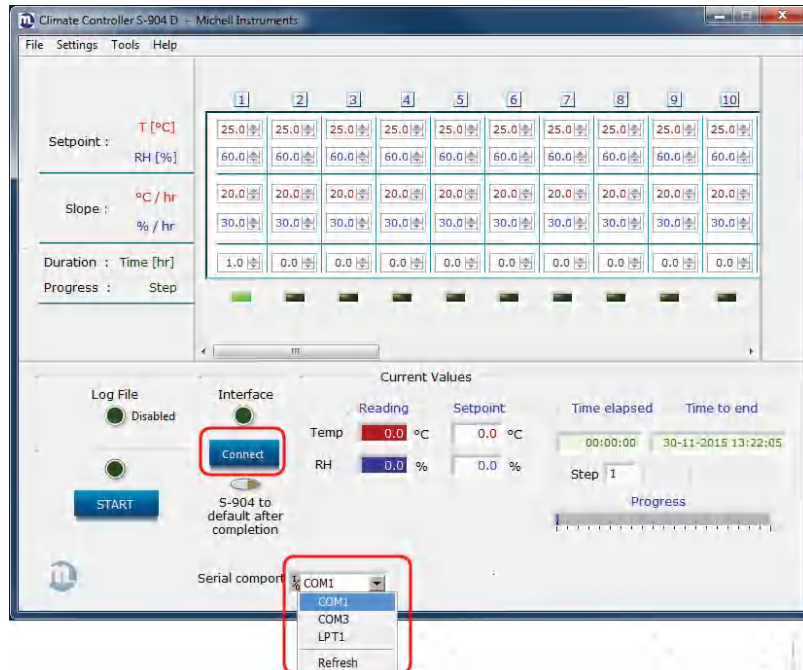 Climate Controller S-904 D - Michell Instruments
File Settings Tools Help
1 2 3 4 5 6 7 8 9 10
Setpoint : T [ºC] 25.0 25.0 25.0 25.0 25.0 25.0 25.0 25.0 25.0 25.0
RH [%] 60.0 60.0 60.0 60.0 60.0 60.0 60.0 60.0 60.0 60.0
Slope : ºC / hr 20.0 20.0 20.0 20.0 20.0 20.0 20.0 20.0 20.0 20.0
% / hr 30.0 30.0 30.0 30.0 30.0 30.0 30.0 30.0 30.0 30.0
Duration : Time [hr] 1.0 0.0 0.0 0.0 0.0 0.0 0.0 0.0 0.0 0.0
Progress : Step
Current Values
Log File
Disabled
START
Interface
Connect
S-904 to
default after
completion
Reading Setpoint
Temp 0.0 ºC 0.0 ºC
RH 0.0 % 0.0 %
Time elapsed Time to end
00:00:00 30-11-2015 13:22:05
Step 1
Progress
Serial comport COM1
COM1
COM3
LPT1
Refresh